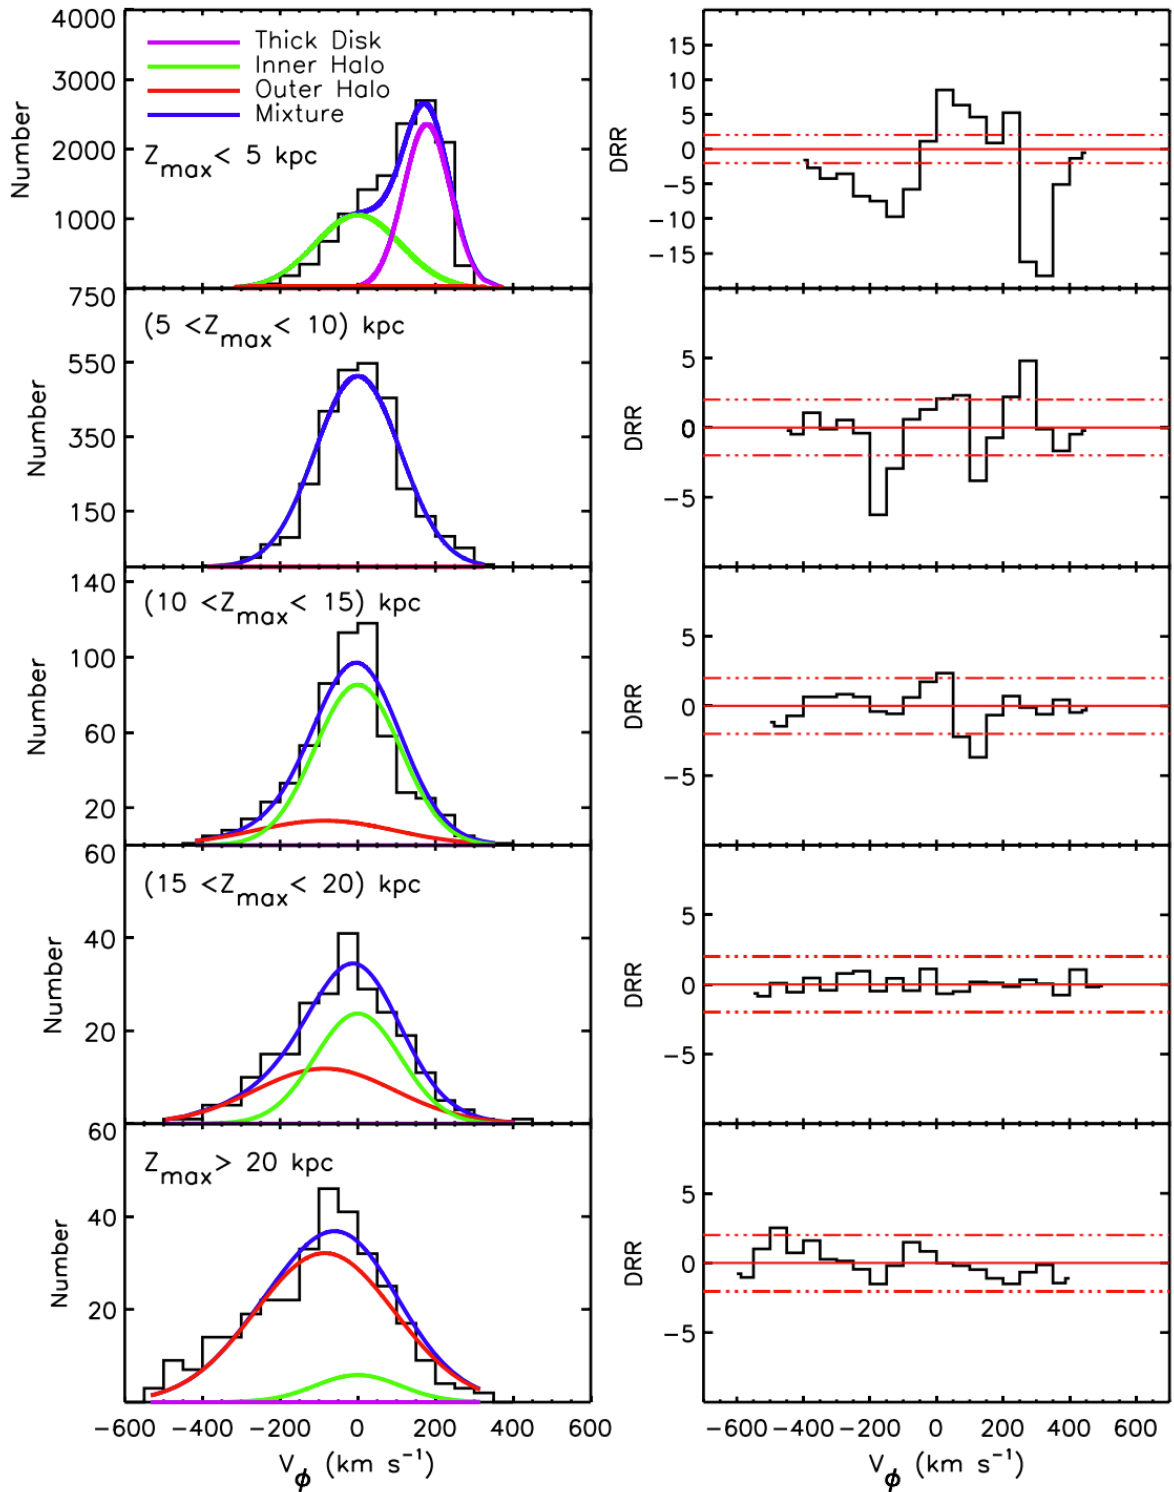 4000
3000
2000
1000
0
Number
Thick Disk
Inner Halo
Outer Halo
Mixture
Zmax< 5 kpc
15
10
5
0
−5
−10
−15
DRR
750
550
350
150
Number
(5 <Zmax< 10) kpc
5
0
−5
DRR
140
100
60
20
Number
(10 <Zmax< 15) kpc
5
0
−5
DRR
60
40
20
Number
(15 <Zmax< 20) kpc
5
0
−5
DRR
60
40
20
Number
Zmax> 20 kpc
5
0
−5
DRR
−600 −400 −200 0 200 400 600
Vϕ (km s−1)
−600−400−200 0 200 400 600
Vϕ (km s−1)